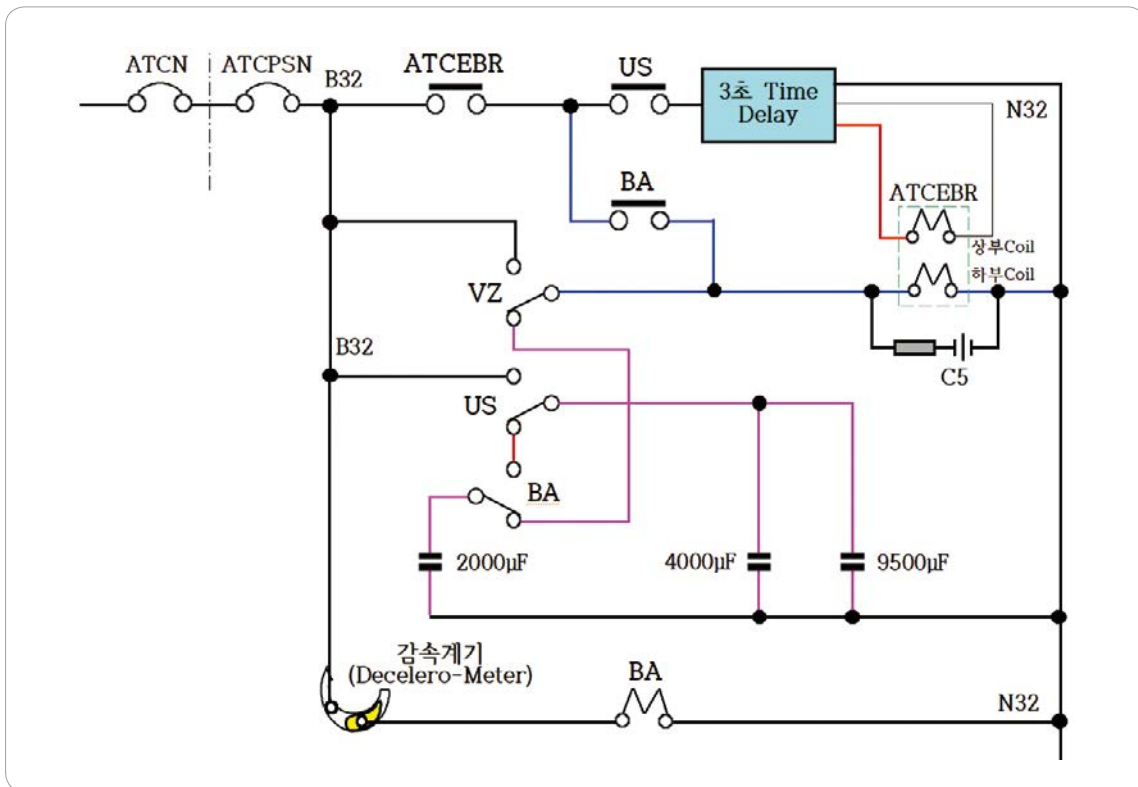 ATCN
ATCPSN
B32
ATCEBR
US
3초 Time
Delay
N32
BA
ATCEBR
상부Coil
하부Coil
VZ
B32
C5
US
BA
2000μF
4000μF
9500μF
감속계기
(Decelero-Meter)
BA
N32